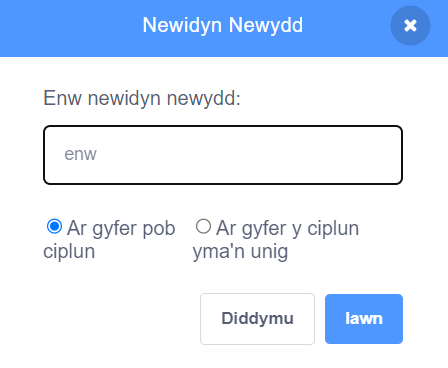 Newidyn Newydd
Enw newidyn newydd:
enw
Ar gyfer pob
ciplun
Ar gyfer y ciplun
yma'n unig
Diddymu
Iawn